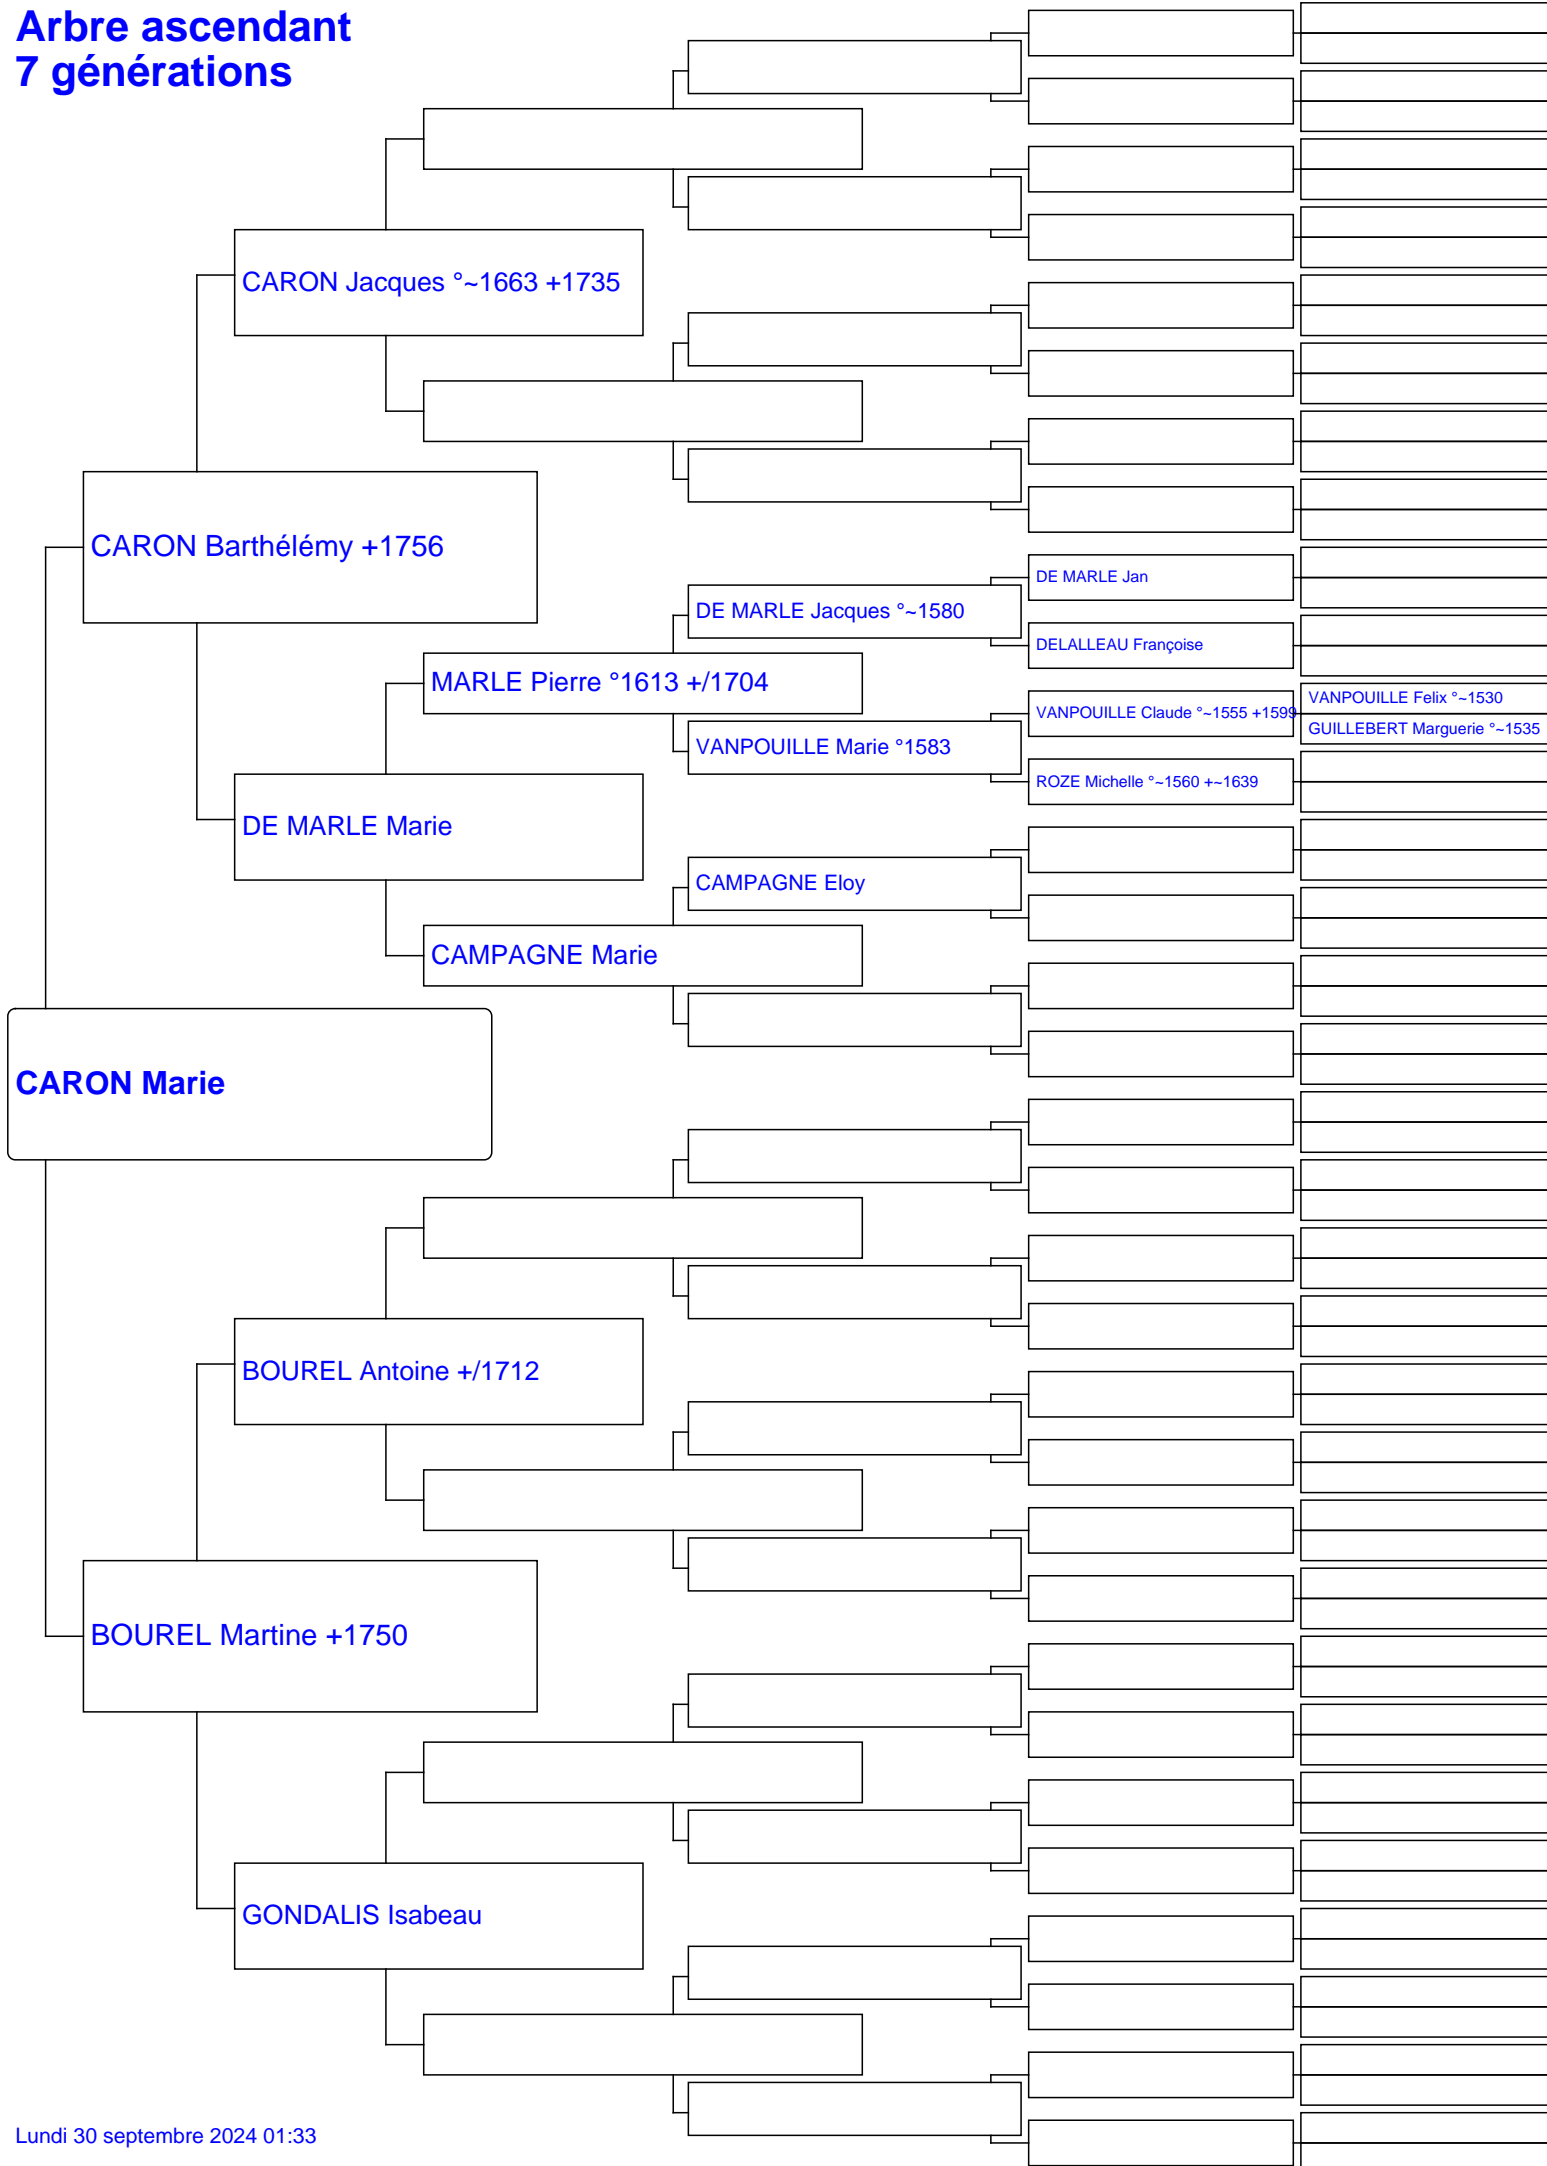 Arbre ascendant
7 générations
CARON Jacques °~1663 +1735
CARON Barthélémy +1756
DE MARLE Jan
DE MARLE Jacques °~1580
DELALLEAU Françoise
MARLE Pierre °1613 +/1704
VANPOUILLE Felix °~1530
VANPOUILLE Claude °~1555 +1599
GUILLEBERT Marguerie °~1535
VANPOUILLE Marie °1583
ROZE Michelle °~1560 +~1639
DE MARLE Marie
CAMPAGNE Eloy
CAMPAGNE Marie
CARON Marie
BOUREL Antoine +/1712
BOUREL Martine +1750
GONDALIS Isabeau
Lundi 30 septembre 2024 01:33